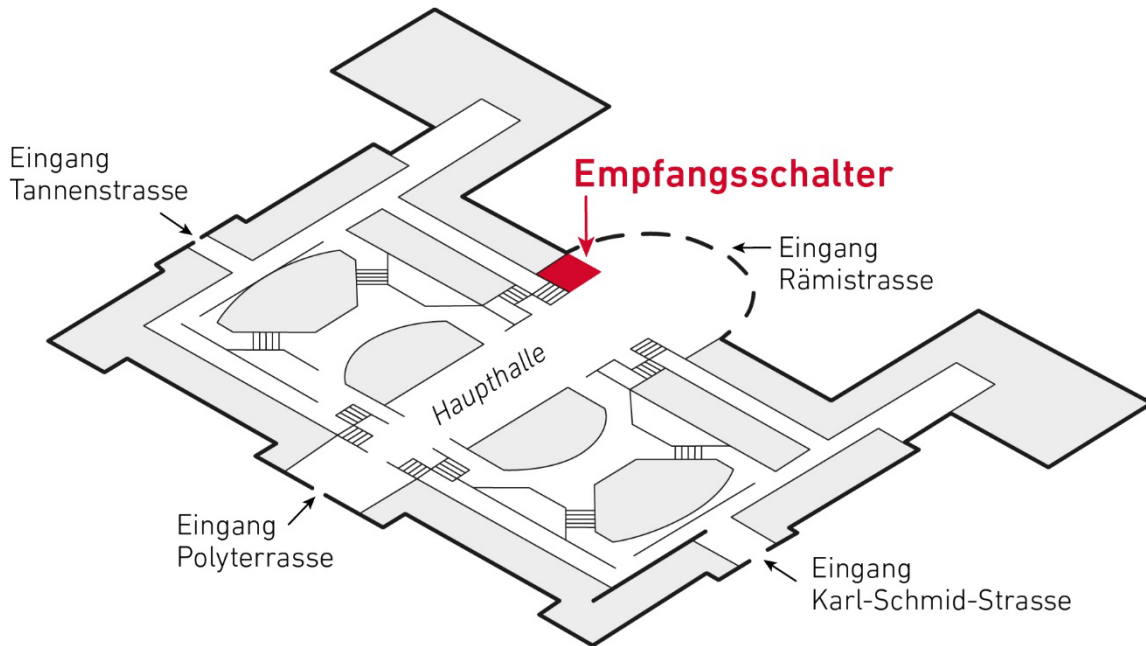 Eingang
Tannenstrasse
Empfangsschalter
Eingang
Rämistrasse
Haupthalle
Eingang
Polyterrasse
Eingang
Karl-Schmid-Strasse